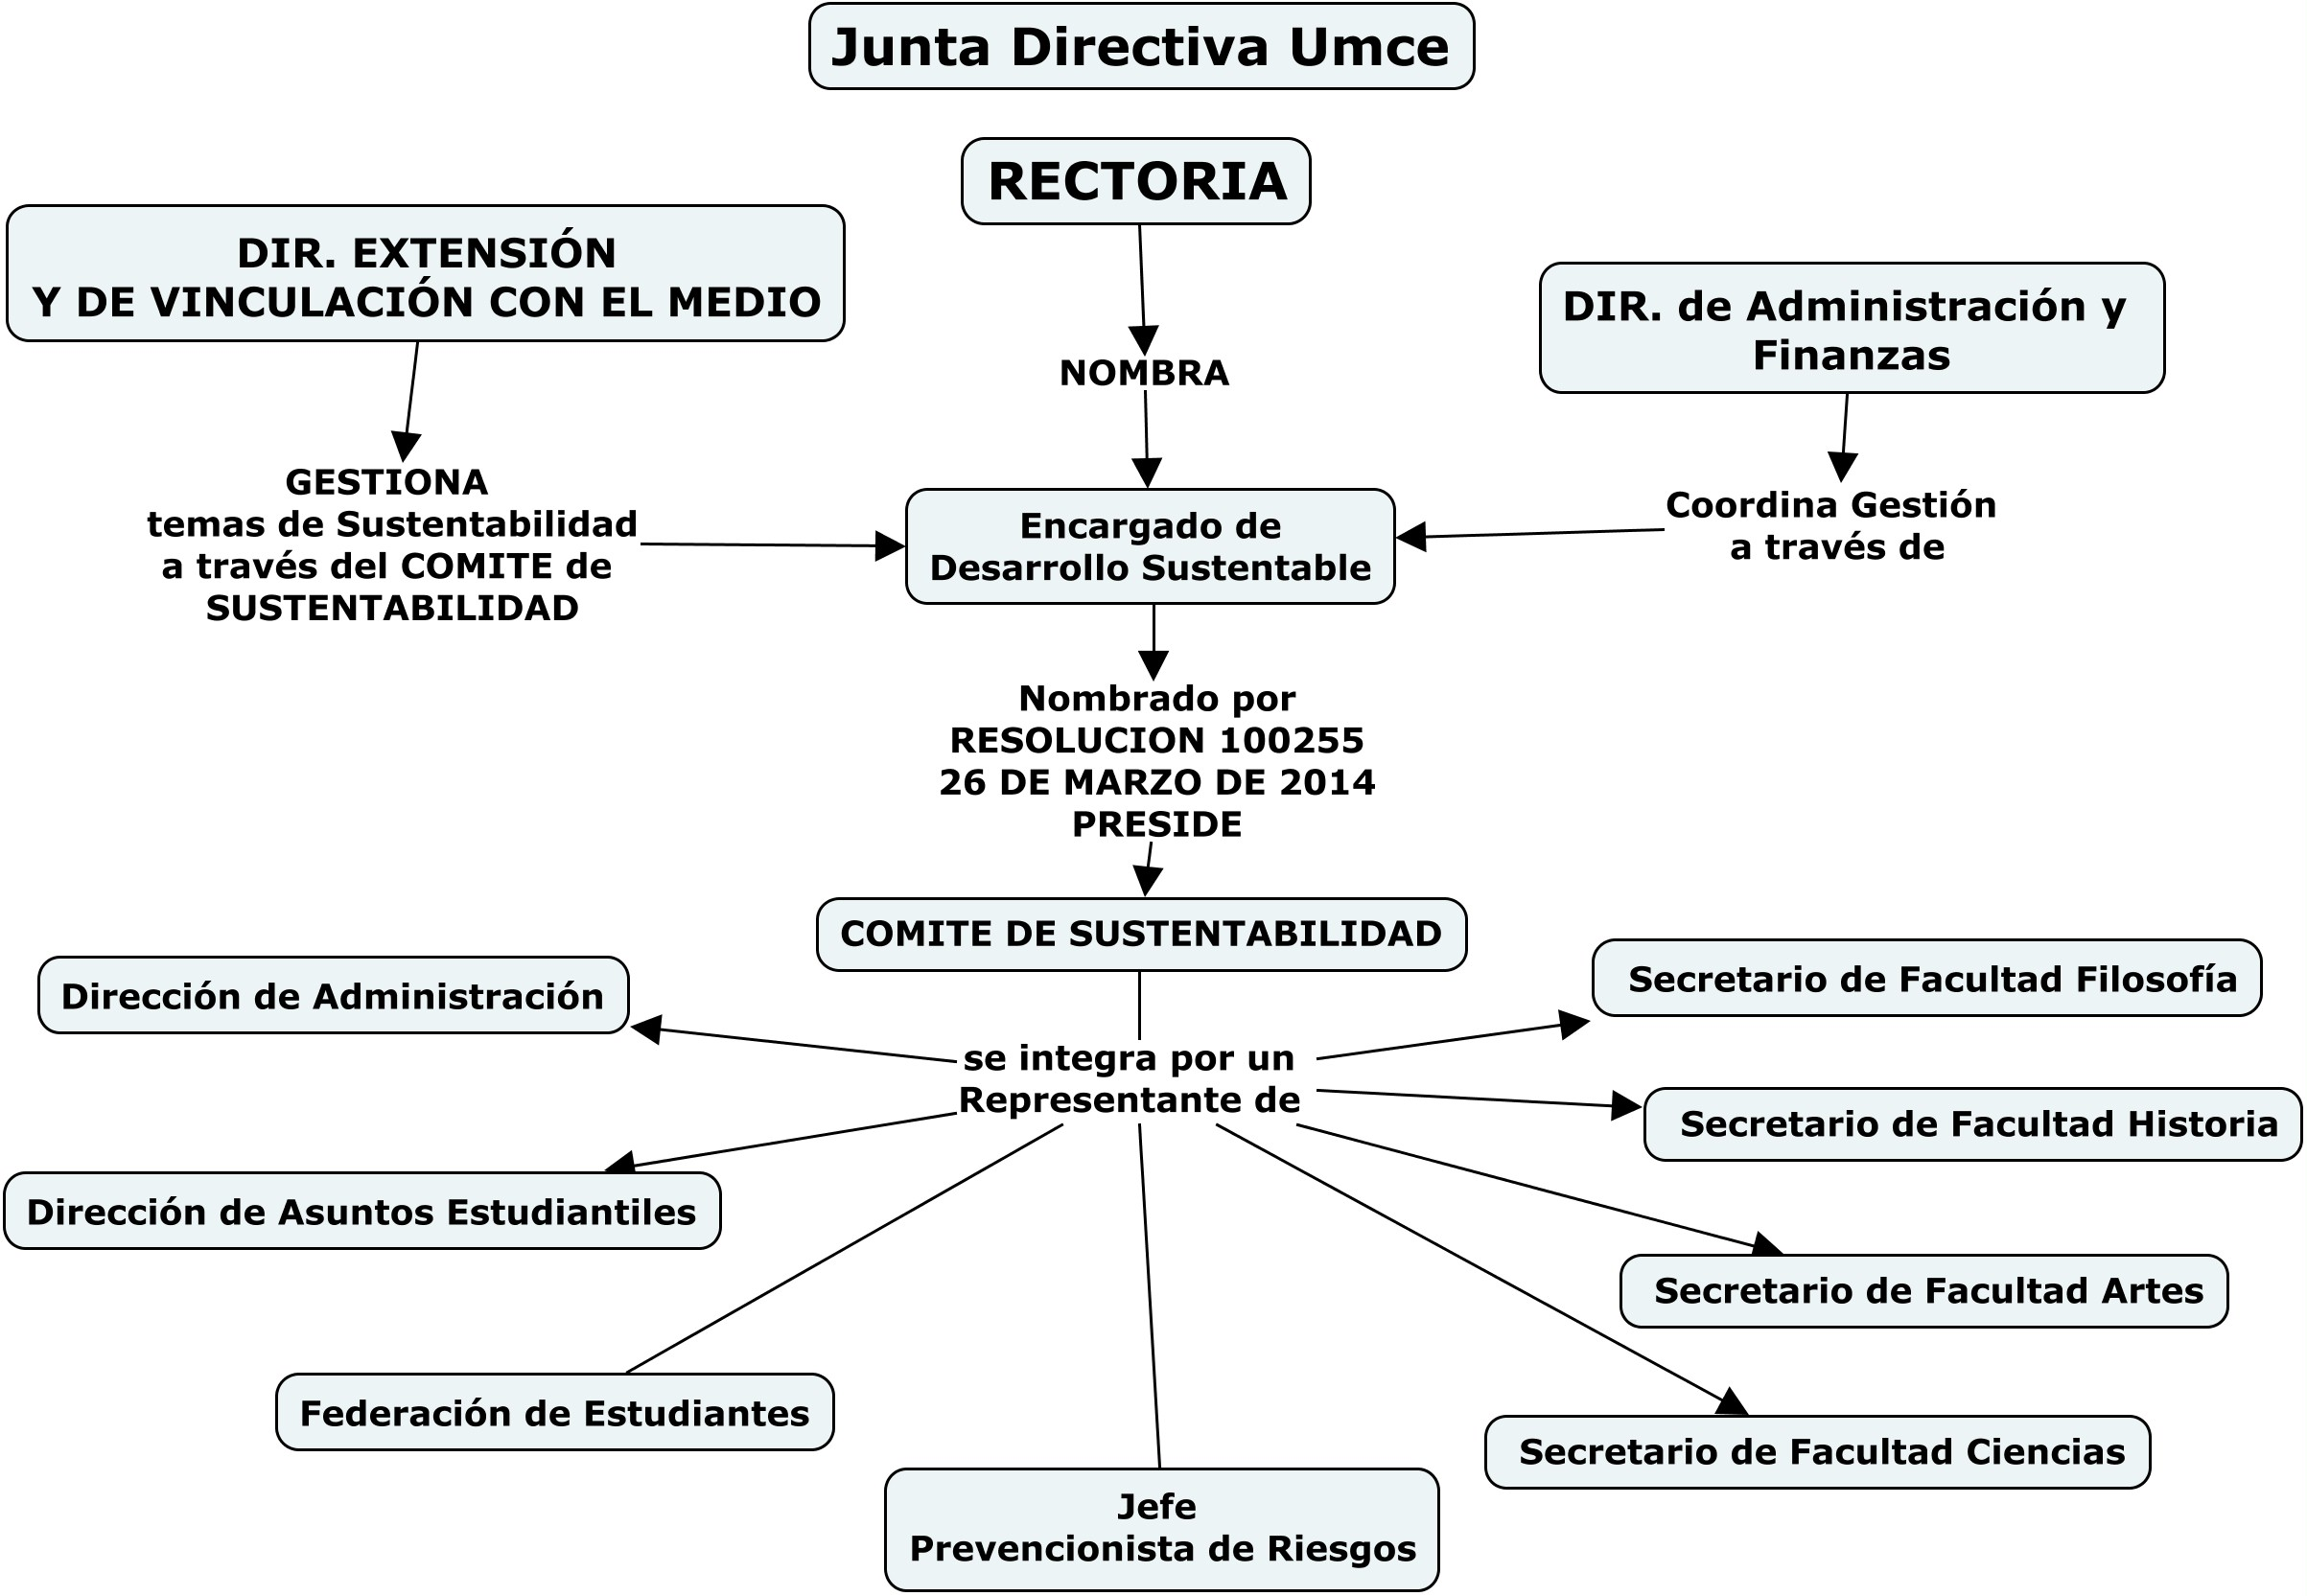 Junta Directiva Umce
RECTORIA
DIR. EXTENSIÓN
Y DE VINCULACIÓN CON EL MEDIO
DIR. de Administración y
Finanzas
NOMBRA
GESTIONA
temas de Sustentabilidad
a través del COMITE de
SUSTENTABILIDAD
Encargado de
Desarrollo Sustentable
Coordina Gestión
a través de
Nombrado por
RESOLUCION 100255
26 DE MARZO DE 2014
PRESIDE
COMITE DE SUSTENTABILIDAD
Dirección de Administración
Secretario de Facultad Filosofía
se integra por un
Representante de
Secretario de Facultad Historia
Dirección de Asuntos Estudiantiles
Secretario de Facultad Artes
Federación de Estudiantes
Secretario de Facultad Ciencias
Jefe
Prevencionista de Riesgos